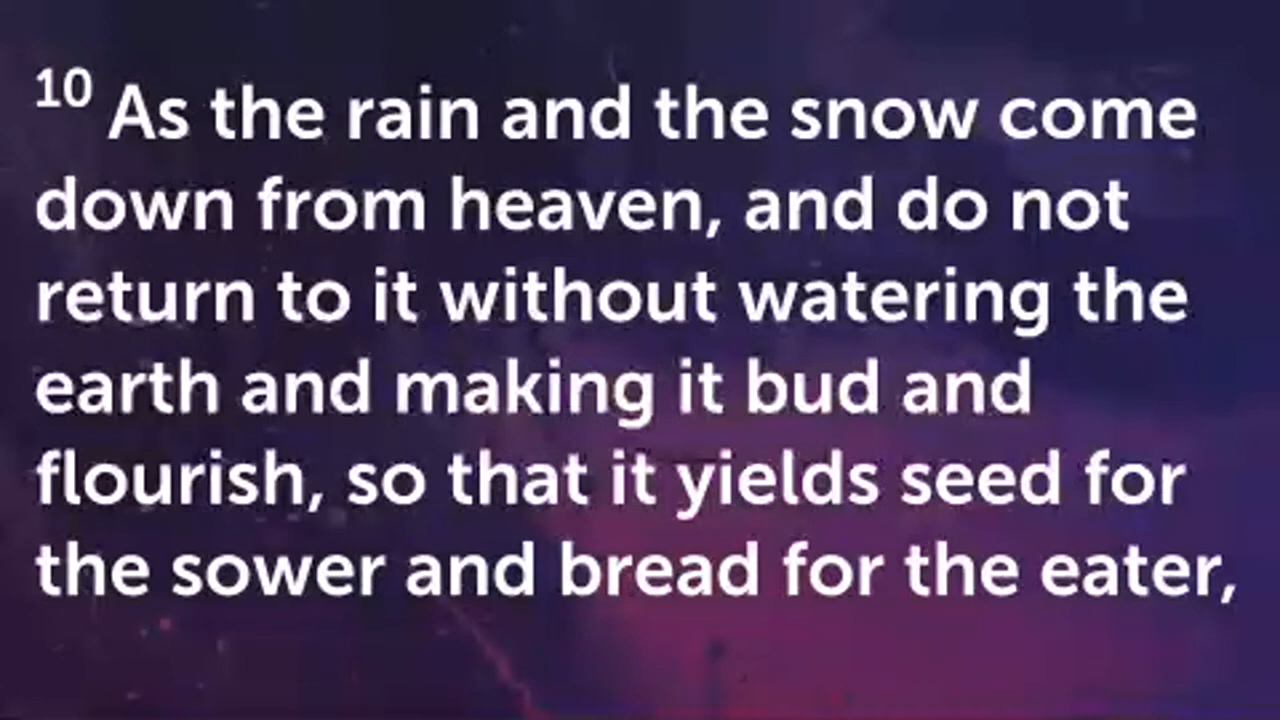 10 As the rain and the snow come
down from heaven, and do not
return to it without watering the
earth and making it bud and
flourish, so that it yields seed for
the sower and bread for the eater,